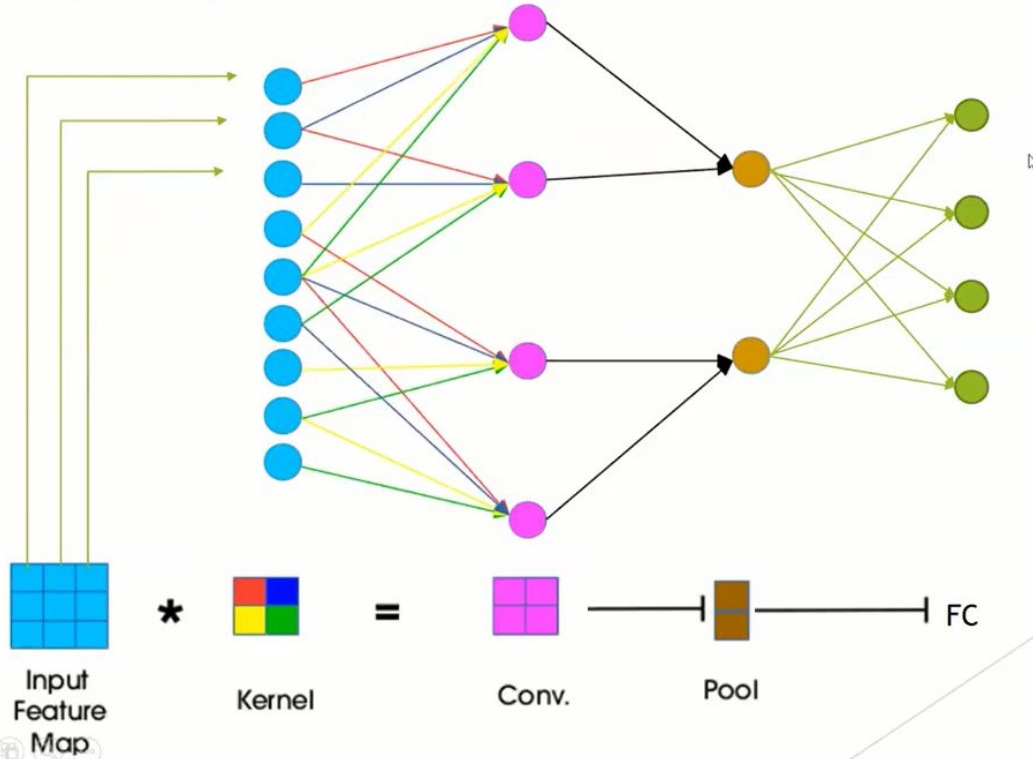 *
=
FC
Input
Feature
Map
Kernel
Conv.
Pool